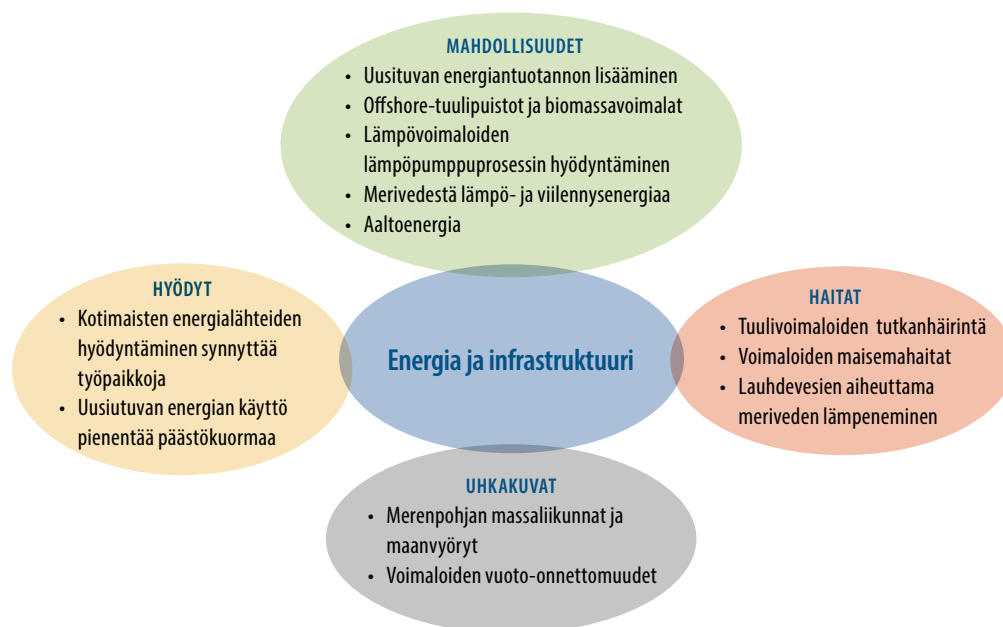 MAHDOLLISUUDET
• Uusituvan energiantuotannon lisääminen
• Offshore-tuulipuistot ja biomassavoimalat
• Lämpövoimaloiden
lämpöpumppuprosessin hyödyntäminen
• Merivedestä lämpö- ja viilennysenergiaa
• Aaltoenergia
HYÖDYT
• Kotimaisten energialähteiden
hyödyntäminen synnyttää
työpaikkoja
• Uusiutuvan energian käyttö
pienentää päästökuormaa
Energia ja infrastruktuuri
HAITAT
• Tuulivoimaloiden tutkanhäirintä
• Voimaloiden maisemahaitat
• Lauhdevesien aiheuttama
meriveden lämpeneminen
UHKAKUVAT
• Merenpohjan massaliikunnat ja
maanvyöryt
• Voimaloiden vuoto-onnettomuudet